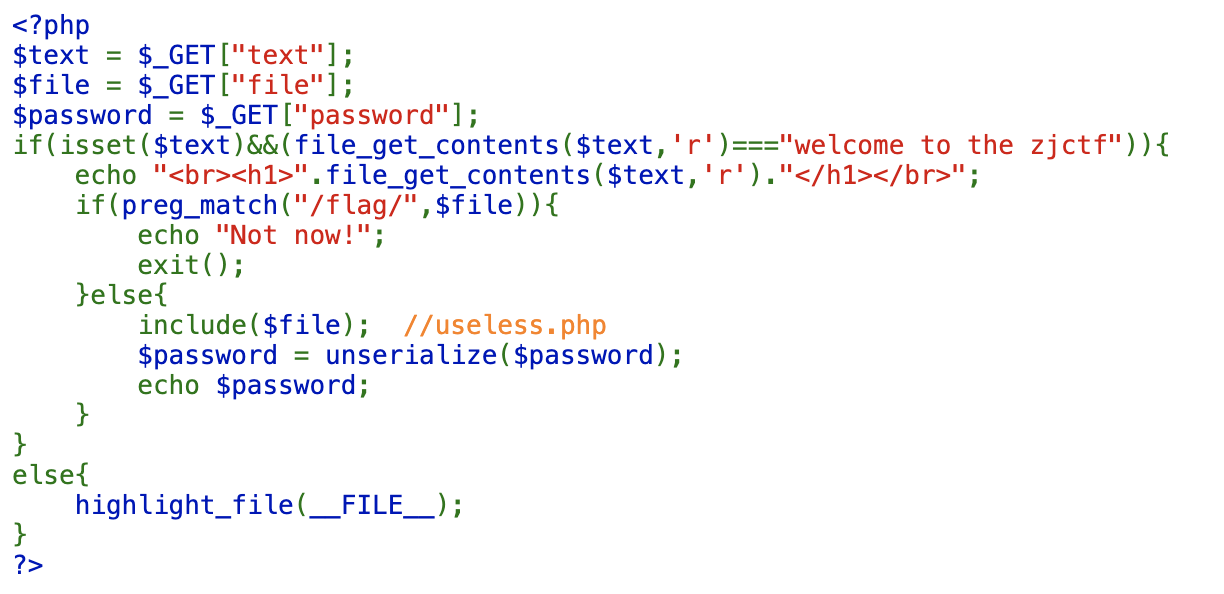 <?php
$text = $_GET["text"];
$file = $_GET["file"];
$password = $_GET["password"];
if(isset($text)&&(file_get_contents($text,'r')==="welcome to the zjctf")){
    echo "<br><h1>".file_get_contents($text,'r')."</h1></br>";
    if(preg_match("/flag/",$file)){
        echo "Not now!";
        exit();
    }else{
        include($file);  //useless.php
        $password = unserialize($password);
        echo $password;
    }
}
else{
    highlight_file(__FILE__);
}
?>